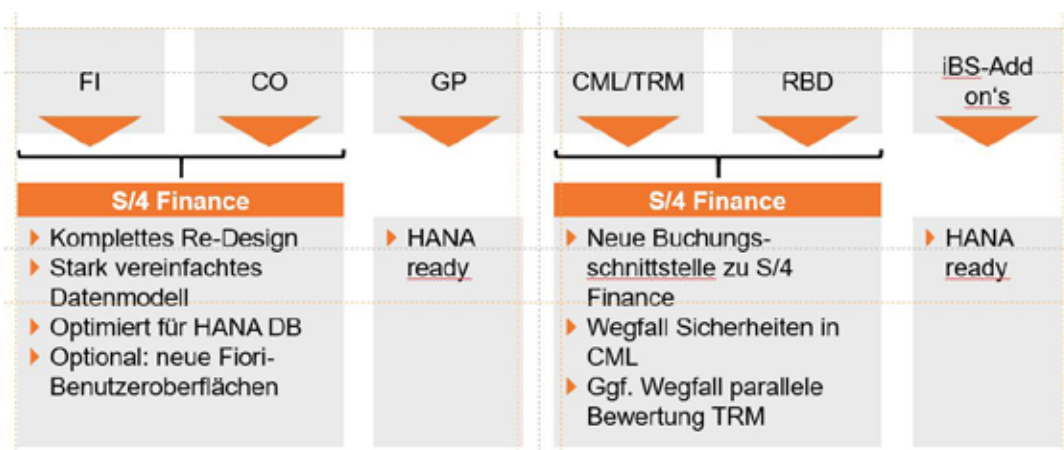 FI
CO
GP
CML/TRM
RBD
iBS-Add
on's
S/4 Finance
Komplettes Re-Design
Stark vereinfachtes
Datenmodell
Optimiert für HANA DB
Optional: neue Fiori-
Benutzeroberflächen
HANA
ready
S/4 Finance
Neue Buchungs-
schnittstelle zu S/4
Finance
Wegfall Sicherheiten in
CML
Ggf. Wegfall parallele
Bewertung TRM
HANA
ready